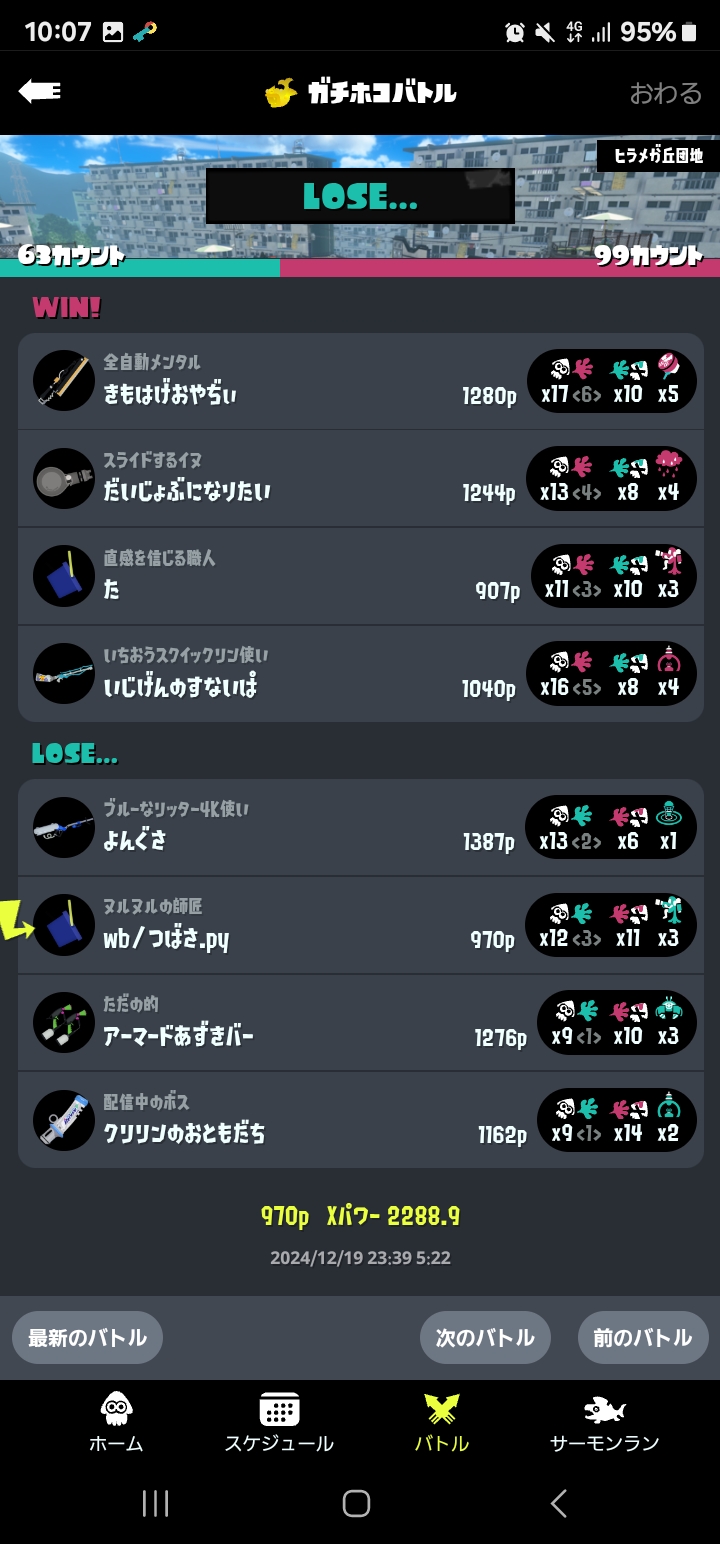 10:07 4G 95%
ガチホコバトル おわる
ヒラメが丘団地
LOSE...
63カウント 99カウント
WIN!
全自動メンタル
きもはげおやぢぃ 1280p x17 <6> x10 x5
スライドするイヌ
だいじょぶになりたい 1244p x13 <4> x8 x4
直感を信じる職人
た 907p x11 <3> x10 x3
いちおうスクイックリン使い
いじげんのすないぱ 1040p x16 <5> x8 x4
LOSE...
ブルーなリッター4K使い
よんぐさ 1387p x13 <2> x6 x1
ヌルヌルの師匠
wb/つばさ.py 970p x12 <3> x11 x3
ただの的
アーマードあずきバー 1276p x9 <1> x10 x3
配信中のボス
クリリンのおともだち 1162p x9 <1> x14 x2
970p Xパワー 2288.9
2024/12/19 23:39 5:22
最新のバトル 次のバトル 前のバトル
ホーム スケジュール バトル サーモンラン